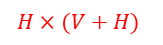 H × (V + H)